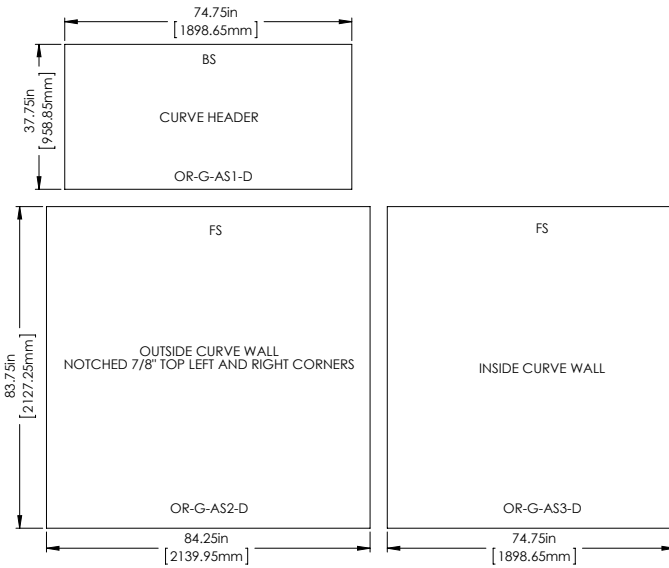 74.75in
[1898.65mm]
37.75in
[958.85mm]
BS
CURVE HEADER
OR-G-AS1-D
83.75in
[2127.25mm]
FS
OUTSIDE CURVE WALL
NOTCHED 7/8" TOP LEFT AND RIGHT CORNERS
OR-G-AS2-D
84.25in
[2139.95mm]
FS
INSIDE CURVE WALL
OR-G-AS3-D
74.75in
[1898.65mm]